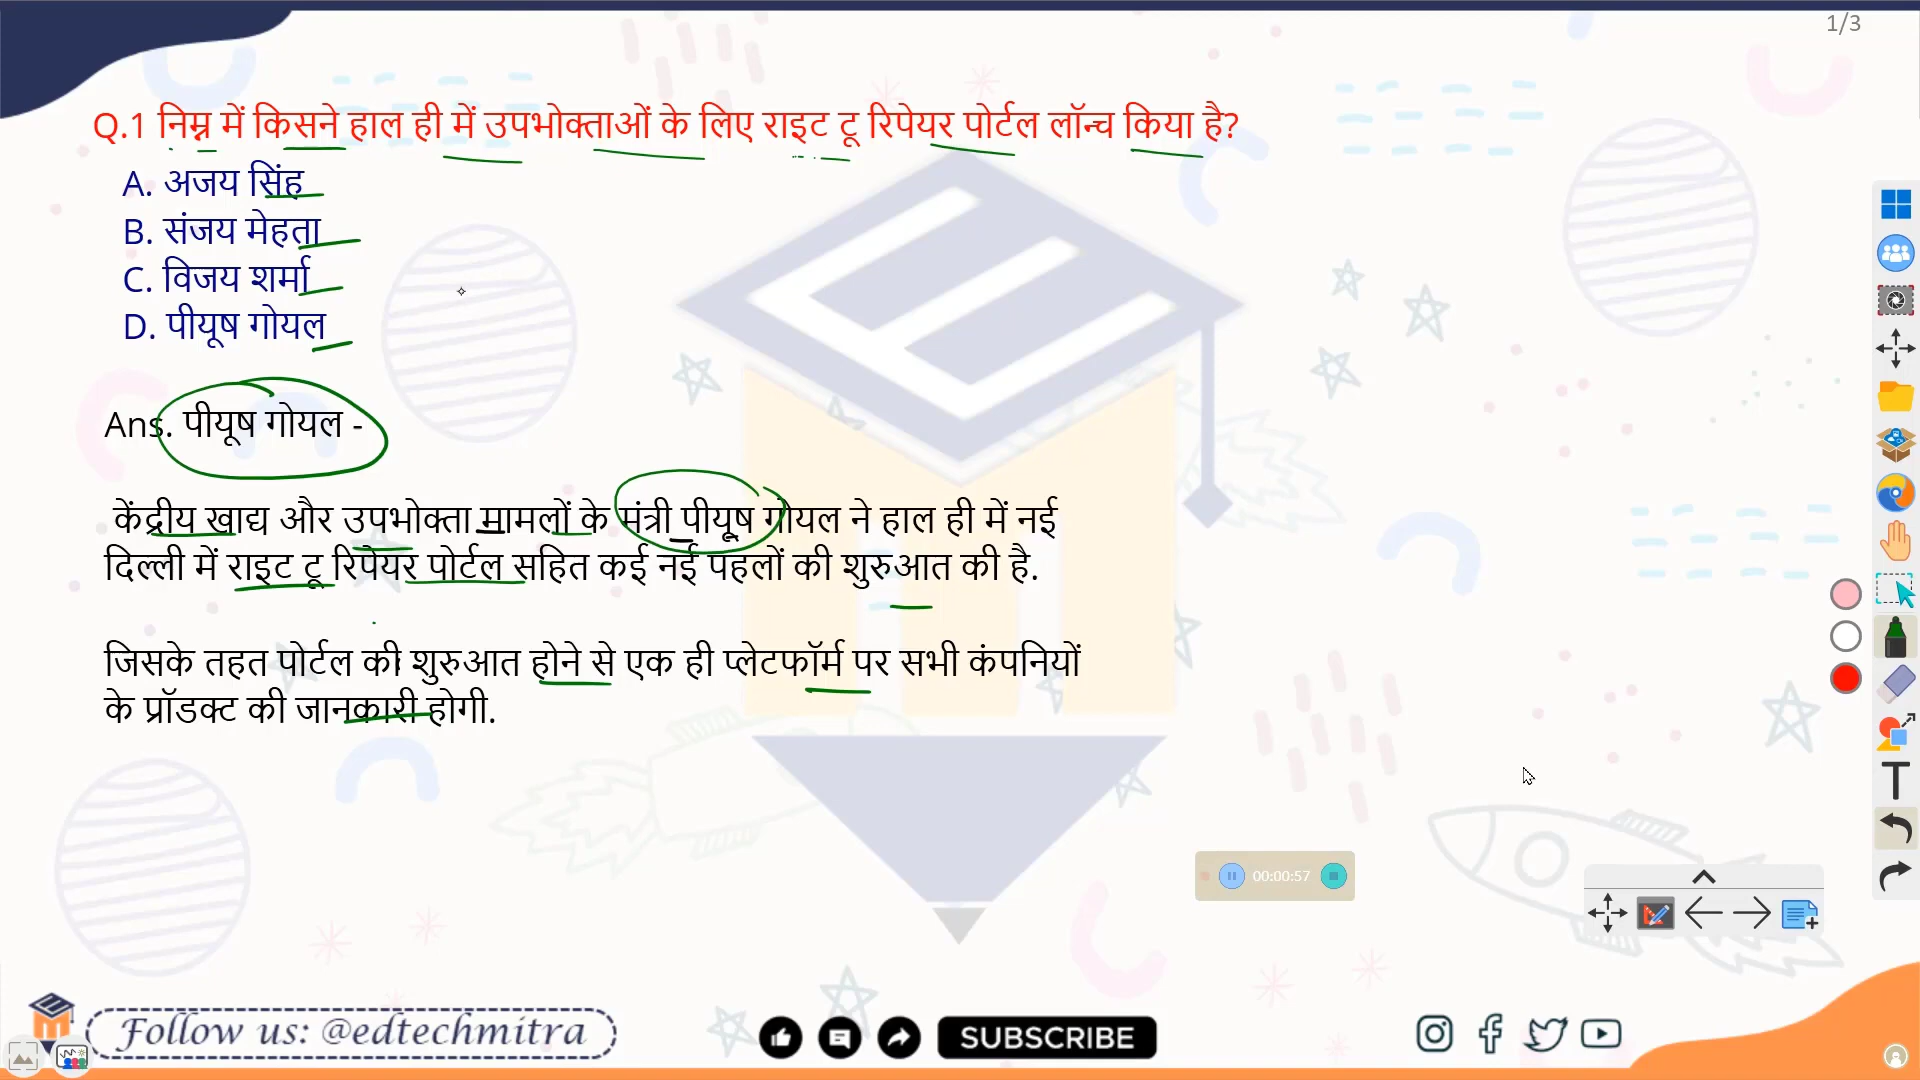 1/3
Q.1 निम्न में किसने हाल ही में उपभोक्ताओं के लिए राइट टू रिपेयर पोर्टल लॉन्च किया है?
A. अजय सिंह
B. संजय मेहता
C. विजय शर्मा
D. पीयूष गोयल
Ans. पीयूष गोयल -
केंद्रीय खाद्य और उपभोक्ता मामलों के मंत्री पीयूष गोयल ने हाल ही में नई
दिल्ली में राइट टू रिपेयर पोर्टल सहित कई नई पहलों की शुरुआत की है.
जिसके तहत पोर्टल की शुरुआत होने से एक ही प्लेटफॉर्म पर सभी कंपनियों
के प्रॉडक्ट की जानकारी होगी.
00:00:57
Follow us: @edtechmitra
SUBSCRIBE